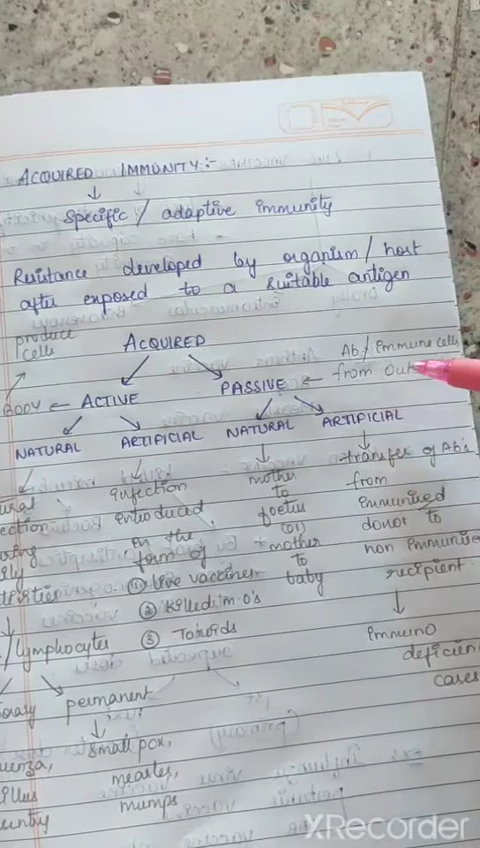 ACQUIRED IMMUNITY:-
↓
Specific / adaptive immunity
Resistance developed by organism / host
after exposed to a suitable antigen
produce
cells
ACQUIRED
Ab / Immune cells
from out
BODY ← ACTIVE
PASSIVE ←
NATURAL ARTIFICIAL NATURAL ARTIFICIAL
infection
introduced
in the
form of
① live vaccines
② Killed m.o's
③ Toxoids
mother
to
foetus
(or)
mother
to
baby
transfer of Ab's
from
immunised
donor to
non immunised
recipient
↓
Immuno
deficien
cases
/ lymphocytes
permanent
↓
Small pox,
measles,
mumps
XRecorder